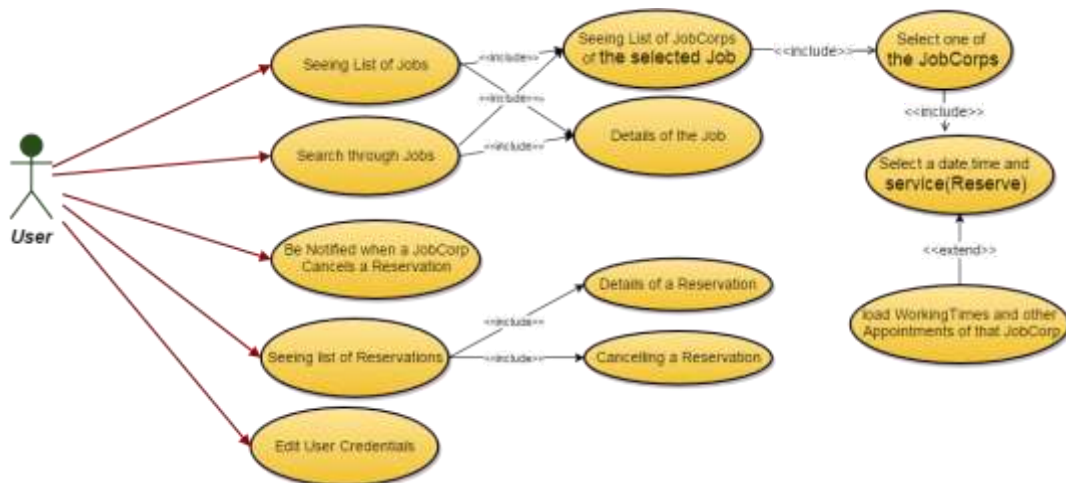 Seeing List of Jobs
<<include>>
Seeing List of JobCorps
of the selected Job
<<include>>
Select one of
the JobCorps
<<include>>
<<include>>
Search through Jobs
<<include>>
Details of the Job
Select a date,time and
service(Reserve)
User
Be Notified when a JobCorp
Cancels a Reservation
<<extend>>
Details of a Reservation
<<include>>
load WorkingTimes and other
Appointments of that JobCorp
Seeing list of Reservations
<<include>>
Cancelling a Reservation
Edit User Credentials